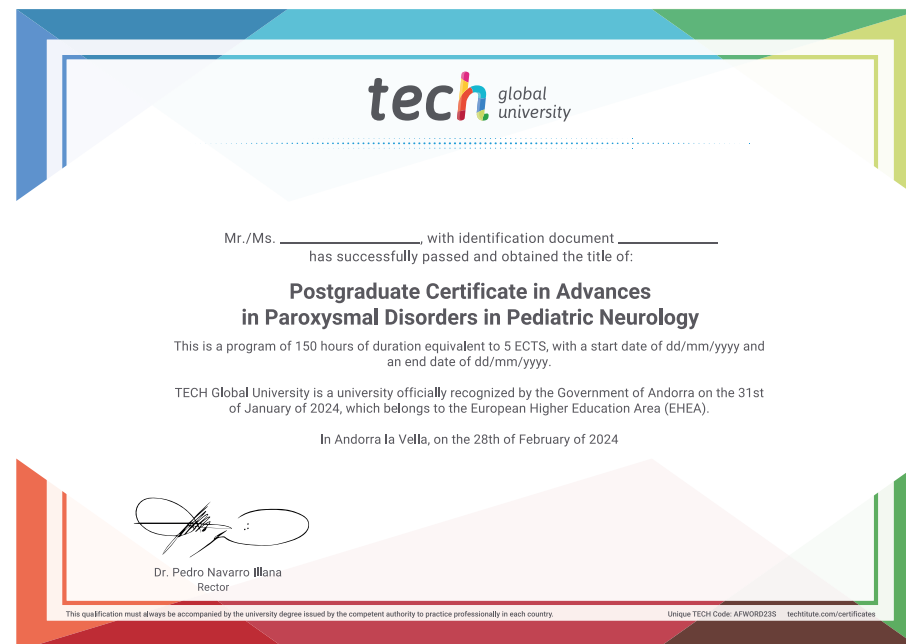 tech global university
Mr./Ms. ____________, with identification document ____________
has successfully passed and obtained the title of:
Postgraduate Certificate in Advances
in Paroxysmal Disorders in Pediatric Neurology
This is a program of 150 hours of duration equivalent to 5 ECTS, with a start date of dd/mm/yyyy and
an end date of dd/mm/yyyy.
TECH Global University is a university officially recognized by the Government of Andorra on the 31st
of January of 2024, which belongs to the European Higher Education Area (EHEA).
In Andorra la Vella, on the 28th of February of 2024
Dr. Pedro Navarro Illana
Rector
This qualification must always be accompanied by the university degree issued by the competent authority to practice professionally in each country. Unique TECH Code: AFWORD23S techtitute.com/certificates